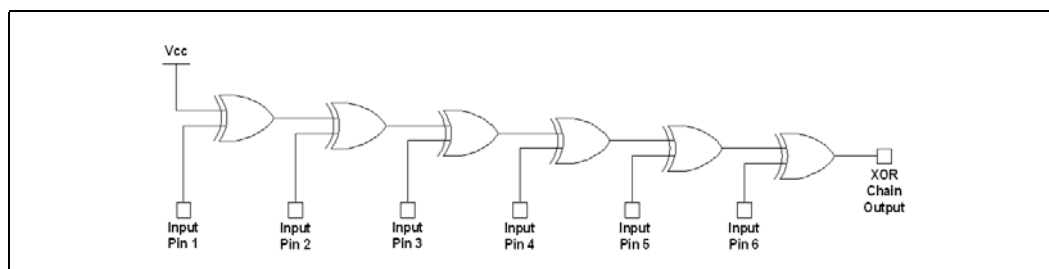 Vcc
Input
Pin 1
Input
Pin 2
Input
Pin 3
Input
Pin 4
Input
Pin 5
Input
Pin 6
XOR
Chain
Output